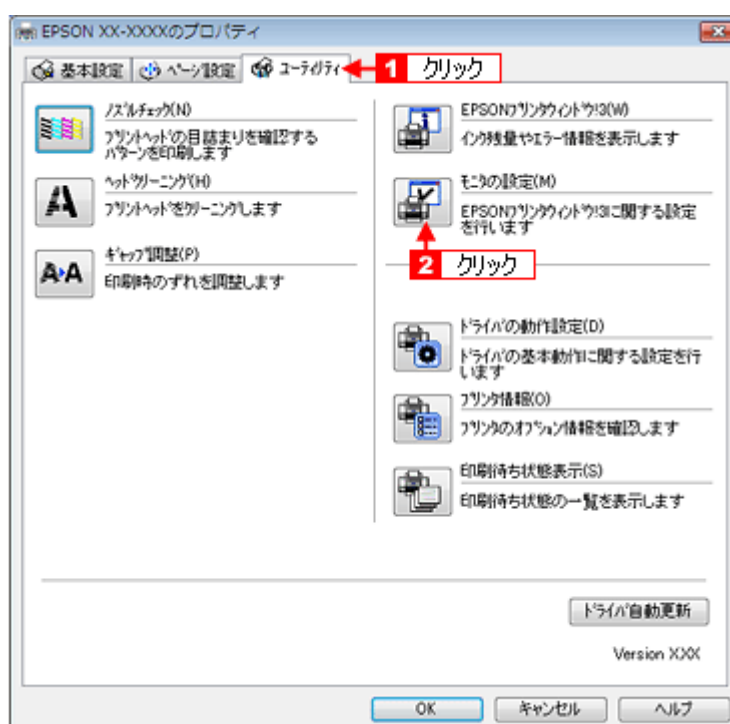 EPSON XX-XXXXのプロパティ
基本設定
ページ設定
ユーティリティ
1 クリック
ノズルチェック(N)
プリントヘッドの目詰まりを確認する
パターンを印刷します
ヘッドクリーニング(H)
プリントヘッドをクリーニングします
ギャップ調整(P)
印刷時のずれを調整します
EPSONプリンタウィンドウ!3(W)
インク残量やエラー情報を表示します
モニタの設定(M)
EPSONプリンタウィンドウ!3に関する設定
を行います
2 クリック
ドライバの動作設定(D)
ドライバの基本動作に関する設定を行
います
プリンタ情報(O)
プリンタのオプション情報を確認します
印刷待ち状態表示(S)
印刷待ち状態の一覧を表示します
ドライバ自動更新
Version X.XX
OK
キャンセル
ヘルプ